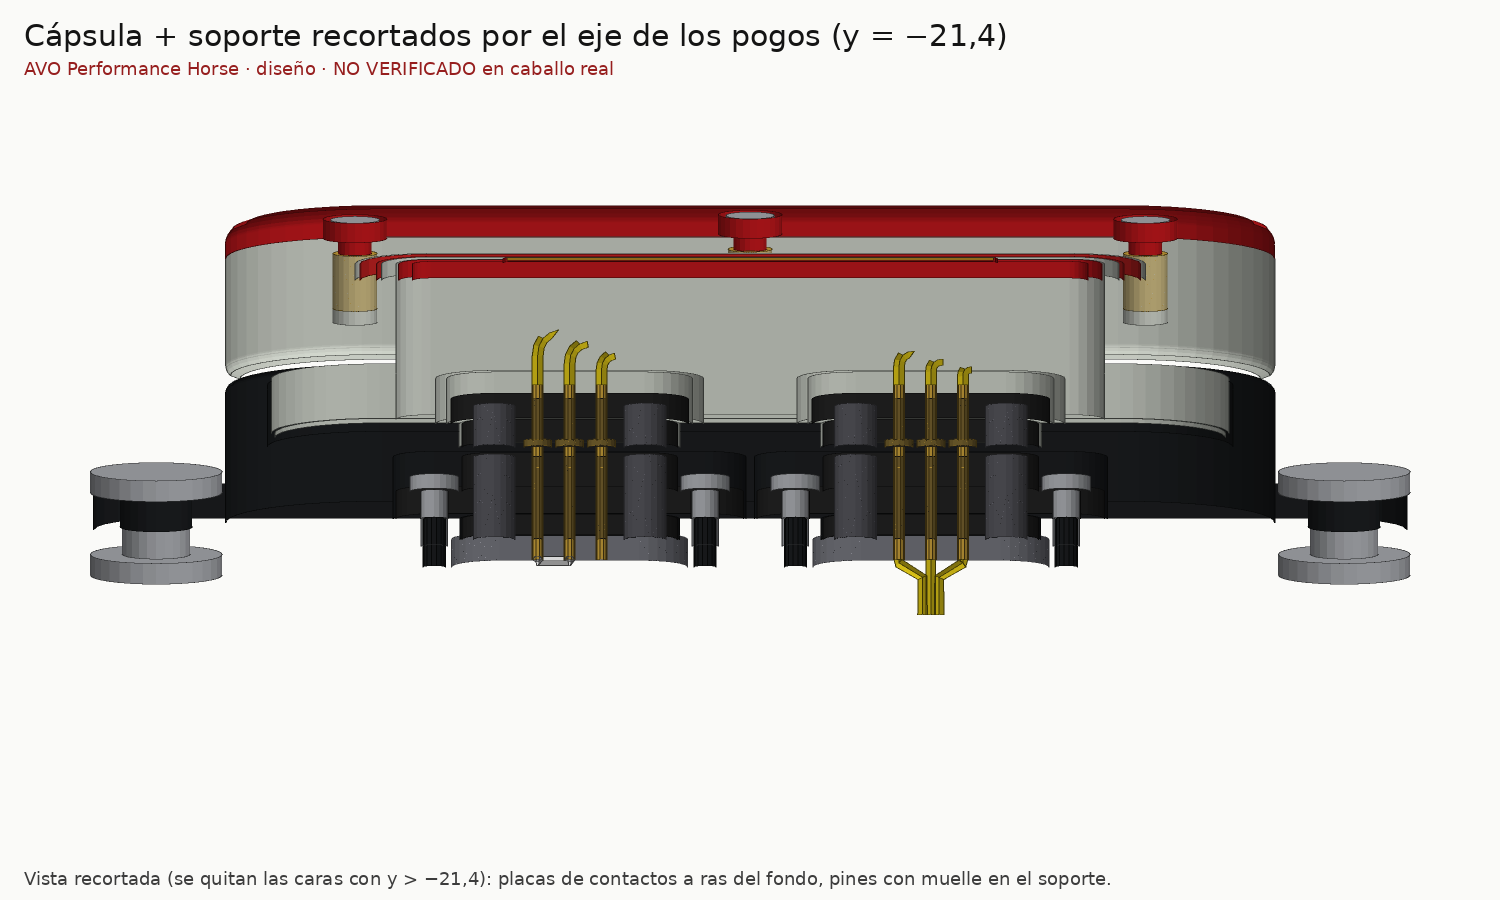 Cápsula + soporte recortados por el eje de los pogos (y = −21,4)
AVO Performance Horse · diseño · NO VERIFICADO en caballo real
Vista recortada (se quitan las caras con y > −21,4): placas de contactos a ras del fondo, pines con muelle en el soporte.